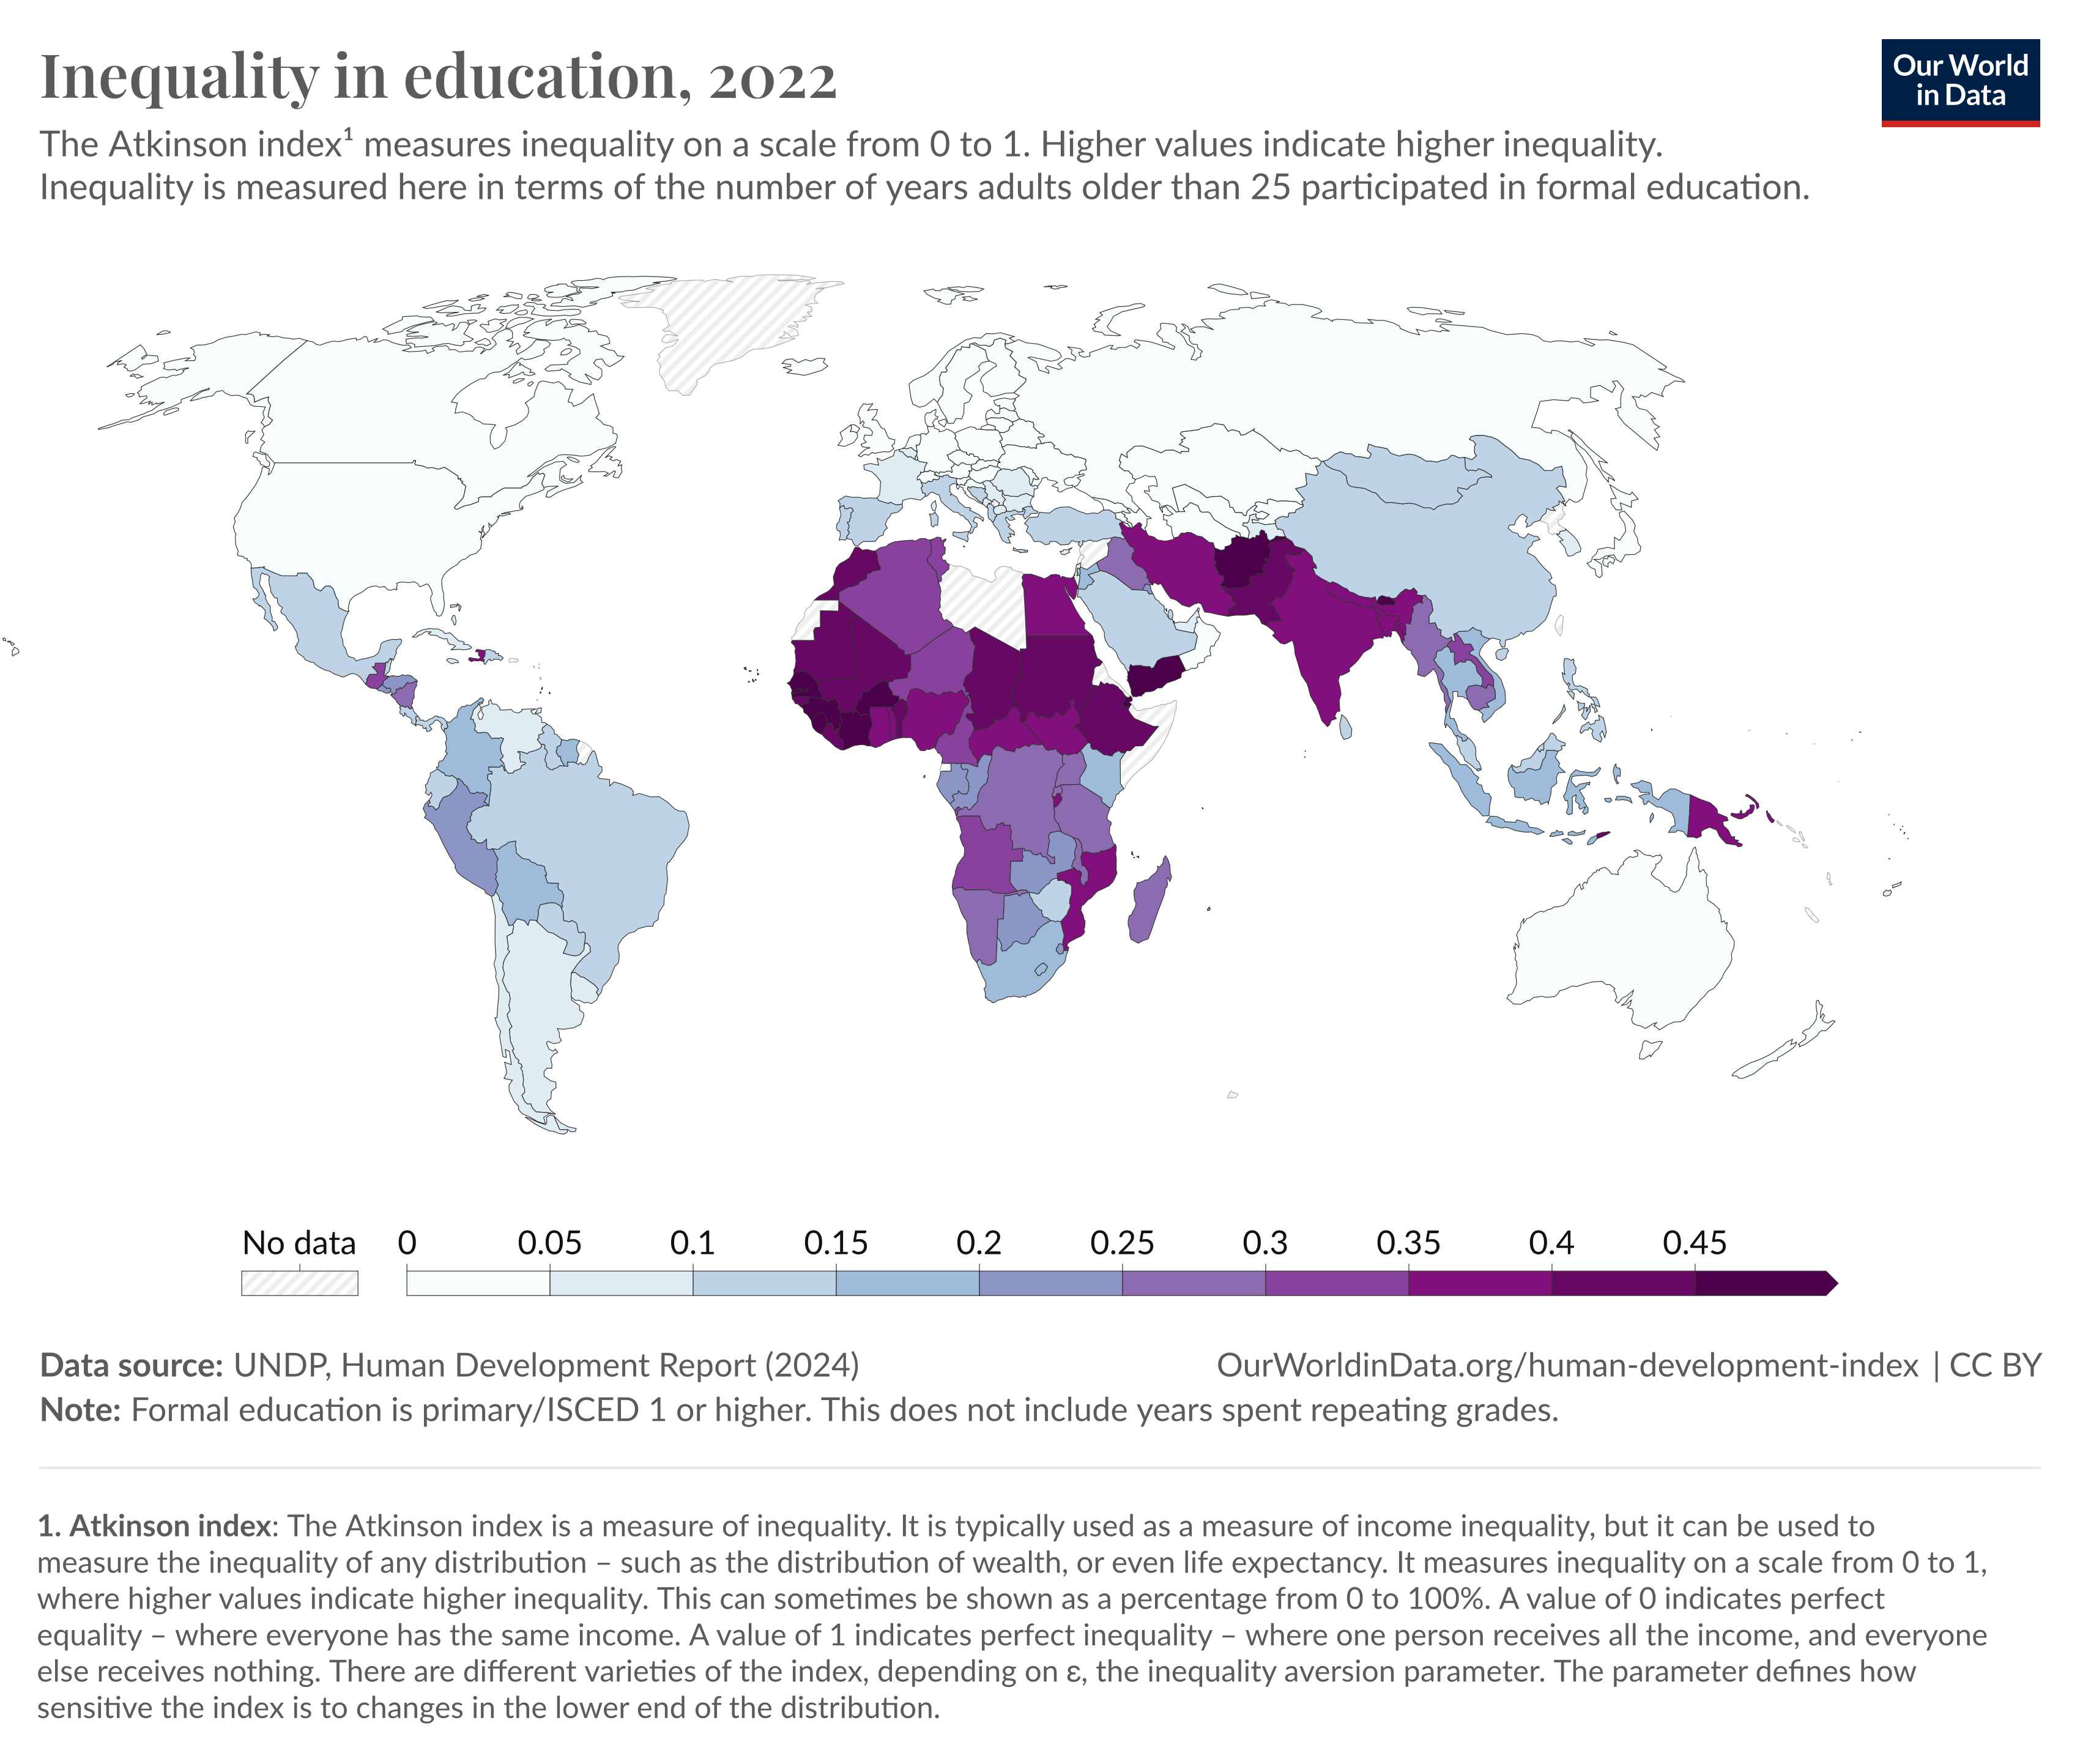 Inequality in education, 2022
Our World
in Data
The Atkinson index¹ measures inequality on a scale from 0 to 1. Higher values indicate higher inequality.
Inequality is measured here in terms of the number of years adults older than 25 participated in formal education.
No data 0 0.05 0.1 0.15 0.2 0.25 0.3 0.35 0.4 0.45
Data source: UNDP, Human Development Report (2024)
OurWorldinData.org/human-development-index | CC BY
Note: Formal education is primary/ISCED 1 or higher. This does not include years spent repeating grades.
1. Atkinson index: The Atkinson index is a measure of inequality. It is typically used as a measure of income inequality, but it can be used to
measure the inequality of any distribution – such as the distribution of wealth, or even life expectancy. It measures inequality on a scale from 0 to 1,
where higher values indicate higher inequality. This can sometimes be shown as a percentage from 0 to 100%. A value of 0 indicates perfect
equality – where everyone has the same income. A value of 1 indicates perfect inequality – where one person receives all the income, and everyone
else receives nothing. There are different varieties of the index, depending on ε, the inequality aversion parameter. The parameter defines how
sensitive the index is to changes in the lower end of the distribution.